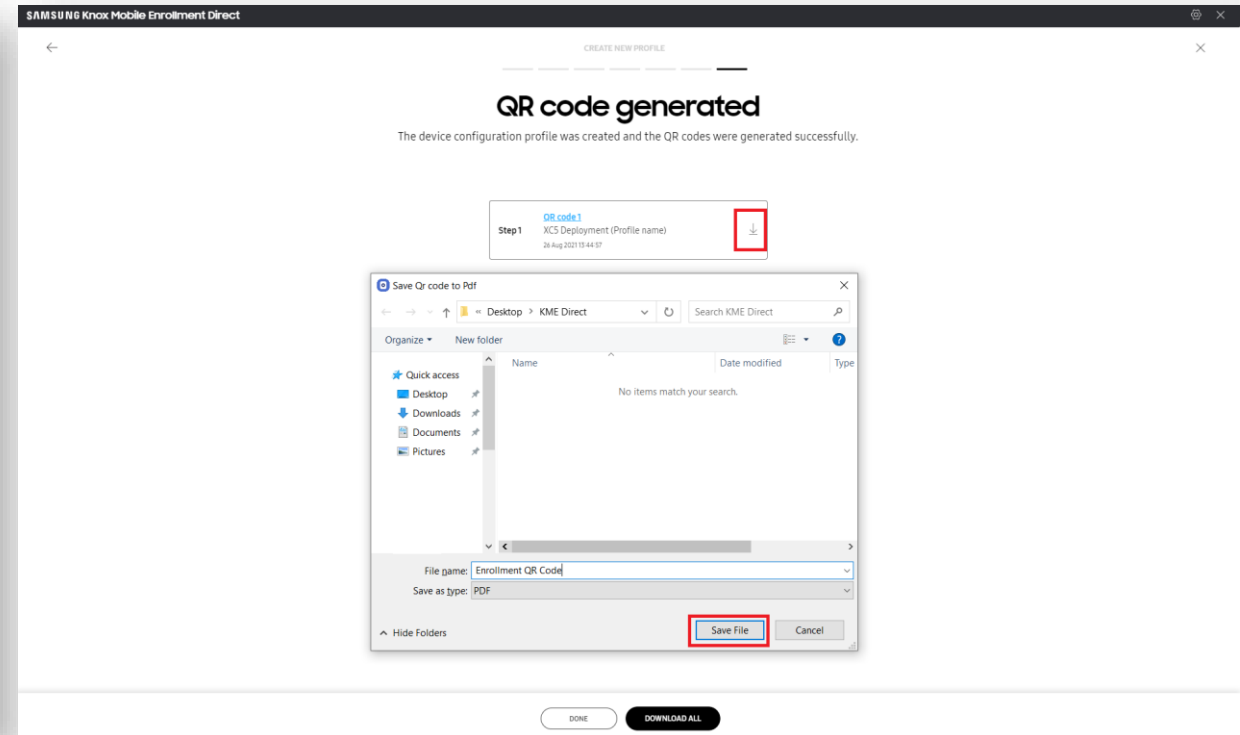 SAMSUNG Knox Mobile Enrollment Direct
CREATE NEW PROFILE
QR code generated
The device configuration profile was created and the QR codes were generated successfully.
QR code 1
Step 1 XC5 Deployment (Profile name)
26 Aug 2021 13:44:57
Save Qr code to Pdf
« Desktop > KME Direct Search KME Direct
Organize New folder
Name Date modified Type
No items match your search.
Quick access
Desktop
Downloads
Documents
Pictures
File name: Enrollment QR Code
Save as type: PDF
Hide Folders Save File Cancel
DONE DOWNLOAD ALL